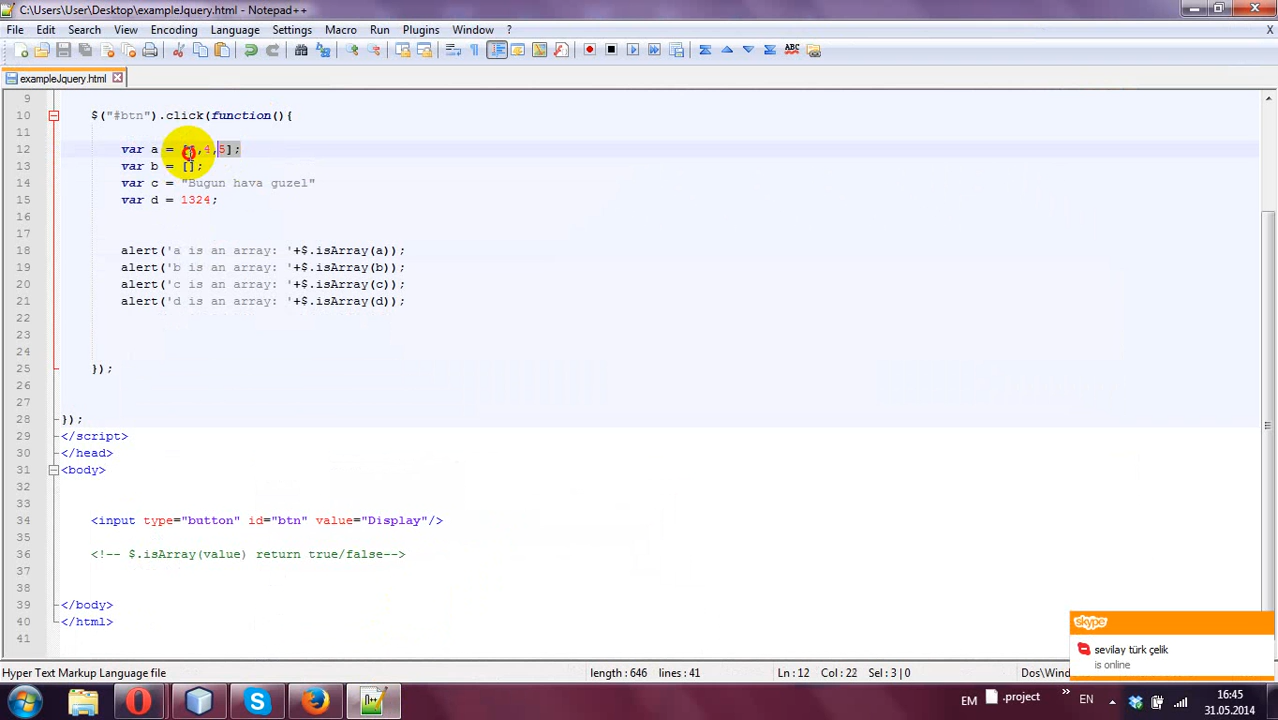 C:\Users\User\Desktop\exampleJquery.html - Notepad++
File Edit Search View Encoding Language Settings Macro Run Plugins Window ? X
ABC
exampleJquery.html
9
10 $("#btn").click(function(){
11
12 var a = [ ,4,5];
13 var b = [];
14 var c = "Bugun hava guzel"
15 var d = 1324;
16
17
18 alert('a is an array: '+$.isArray(a));
19 alert('b is an array: '+$.isArray(b));
20 alert('c is an array: '+$.isArray(c));
21 alert('d is an array: '+$.isArray(d));
22
23
24
25 });
26
27
28 });
29 </script>
30 </head>
31 <body>
32
33
34 <input type="button" id="btn" value="Display"/>
35
36 <!-- $.isArray(value) return true/false-->
37
38
39 </body>
40 </html>
41
skype
sevilay türk çelik
is online
Hyper Text Markup Language file length : 646 lines : 41 Ln : 12 Col : 22 Sel : 3 | 0 Dos\Wind
EM .project » EN 16:45
31.05.2014